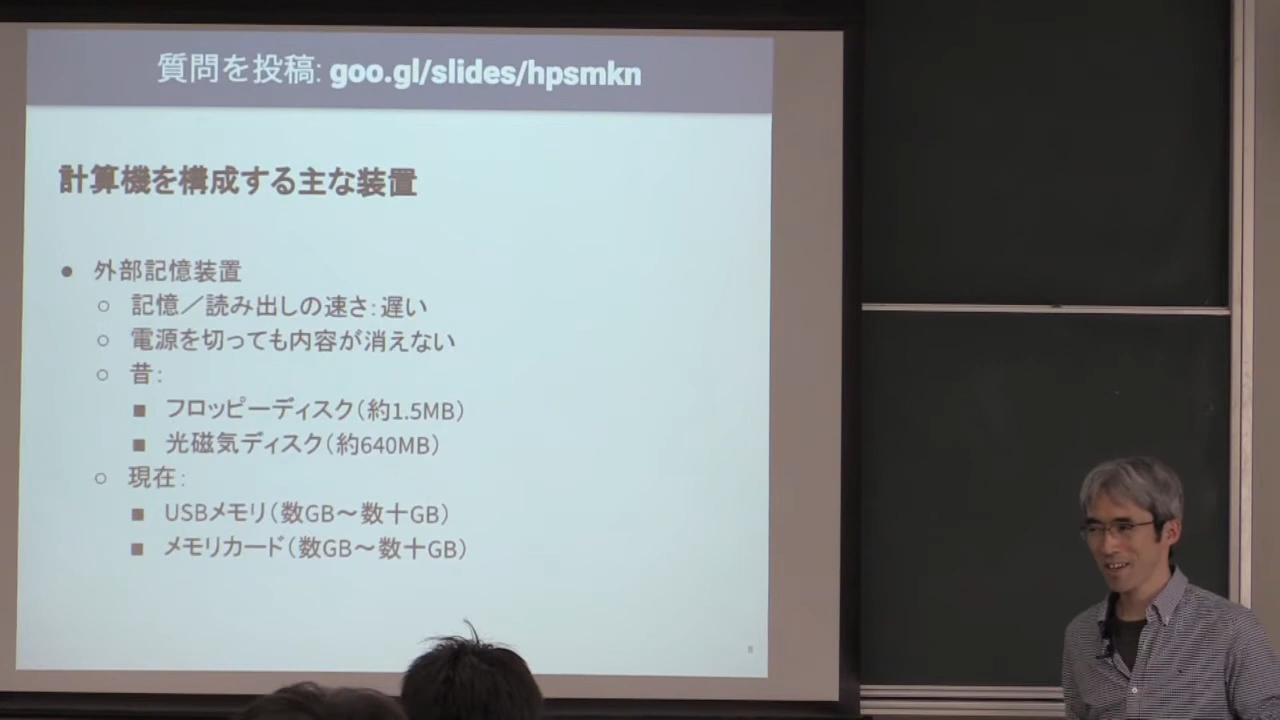 質問を投稿: goo.gl/slides/hpsmkn
計算機を構成する主な装置
● 外部記憶装置
○ 記憶／読み出しの速さ：遅い
○ 電源を切っても内容が消えない
○ 昔：
■ フロッピーディスク（約1.5MB）
■ 光磁気ディスク（約640MB）
○ 現在：
■ USBメモリ（数GB～数十GB）
■ メモリカード（数GB～数十GB）
8